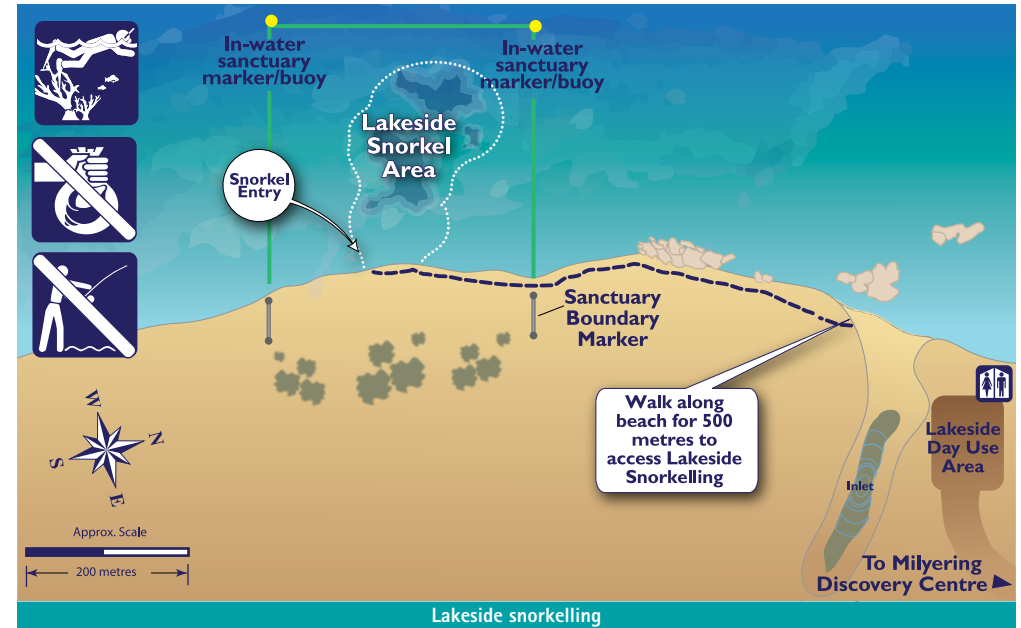 In-water
sanctuary
marker/buoy
In-water
sanctuary
marker/buoy
Lakeside
Snorkel
Area
Snorkel
Entry
Sanctuary
Boundary
Marker
Walk along
beach for 500
metres to
access Lakeside
Snorkelling
Lakeside
Day Use
Area
Inlet
W
N
S
E
Approx. Scale
200 metres
To Milyering
Discovery Centre
Lakeside snorkelling